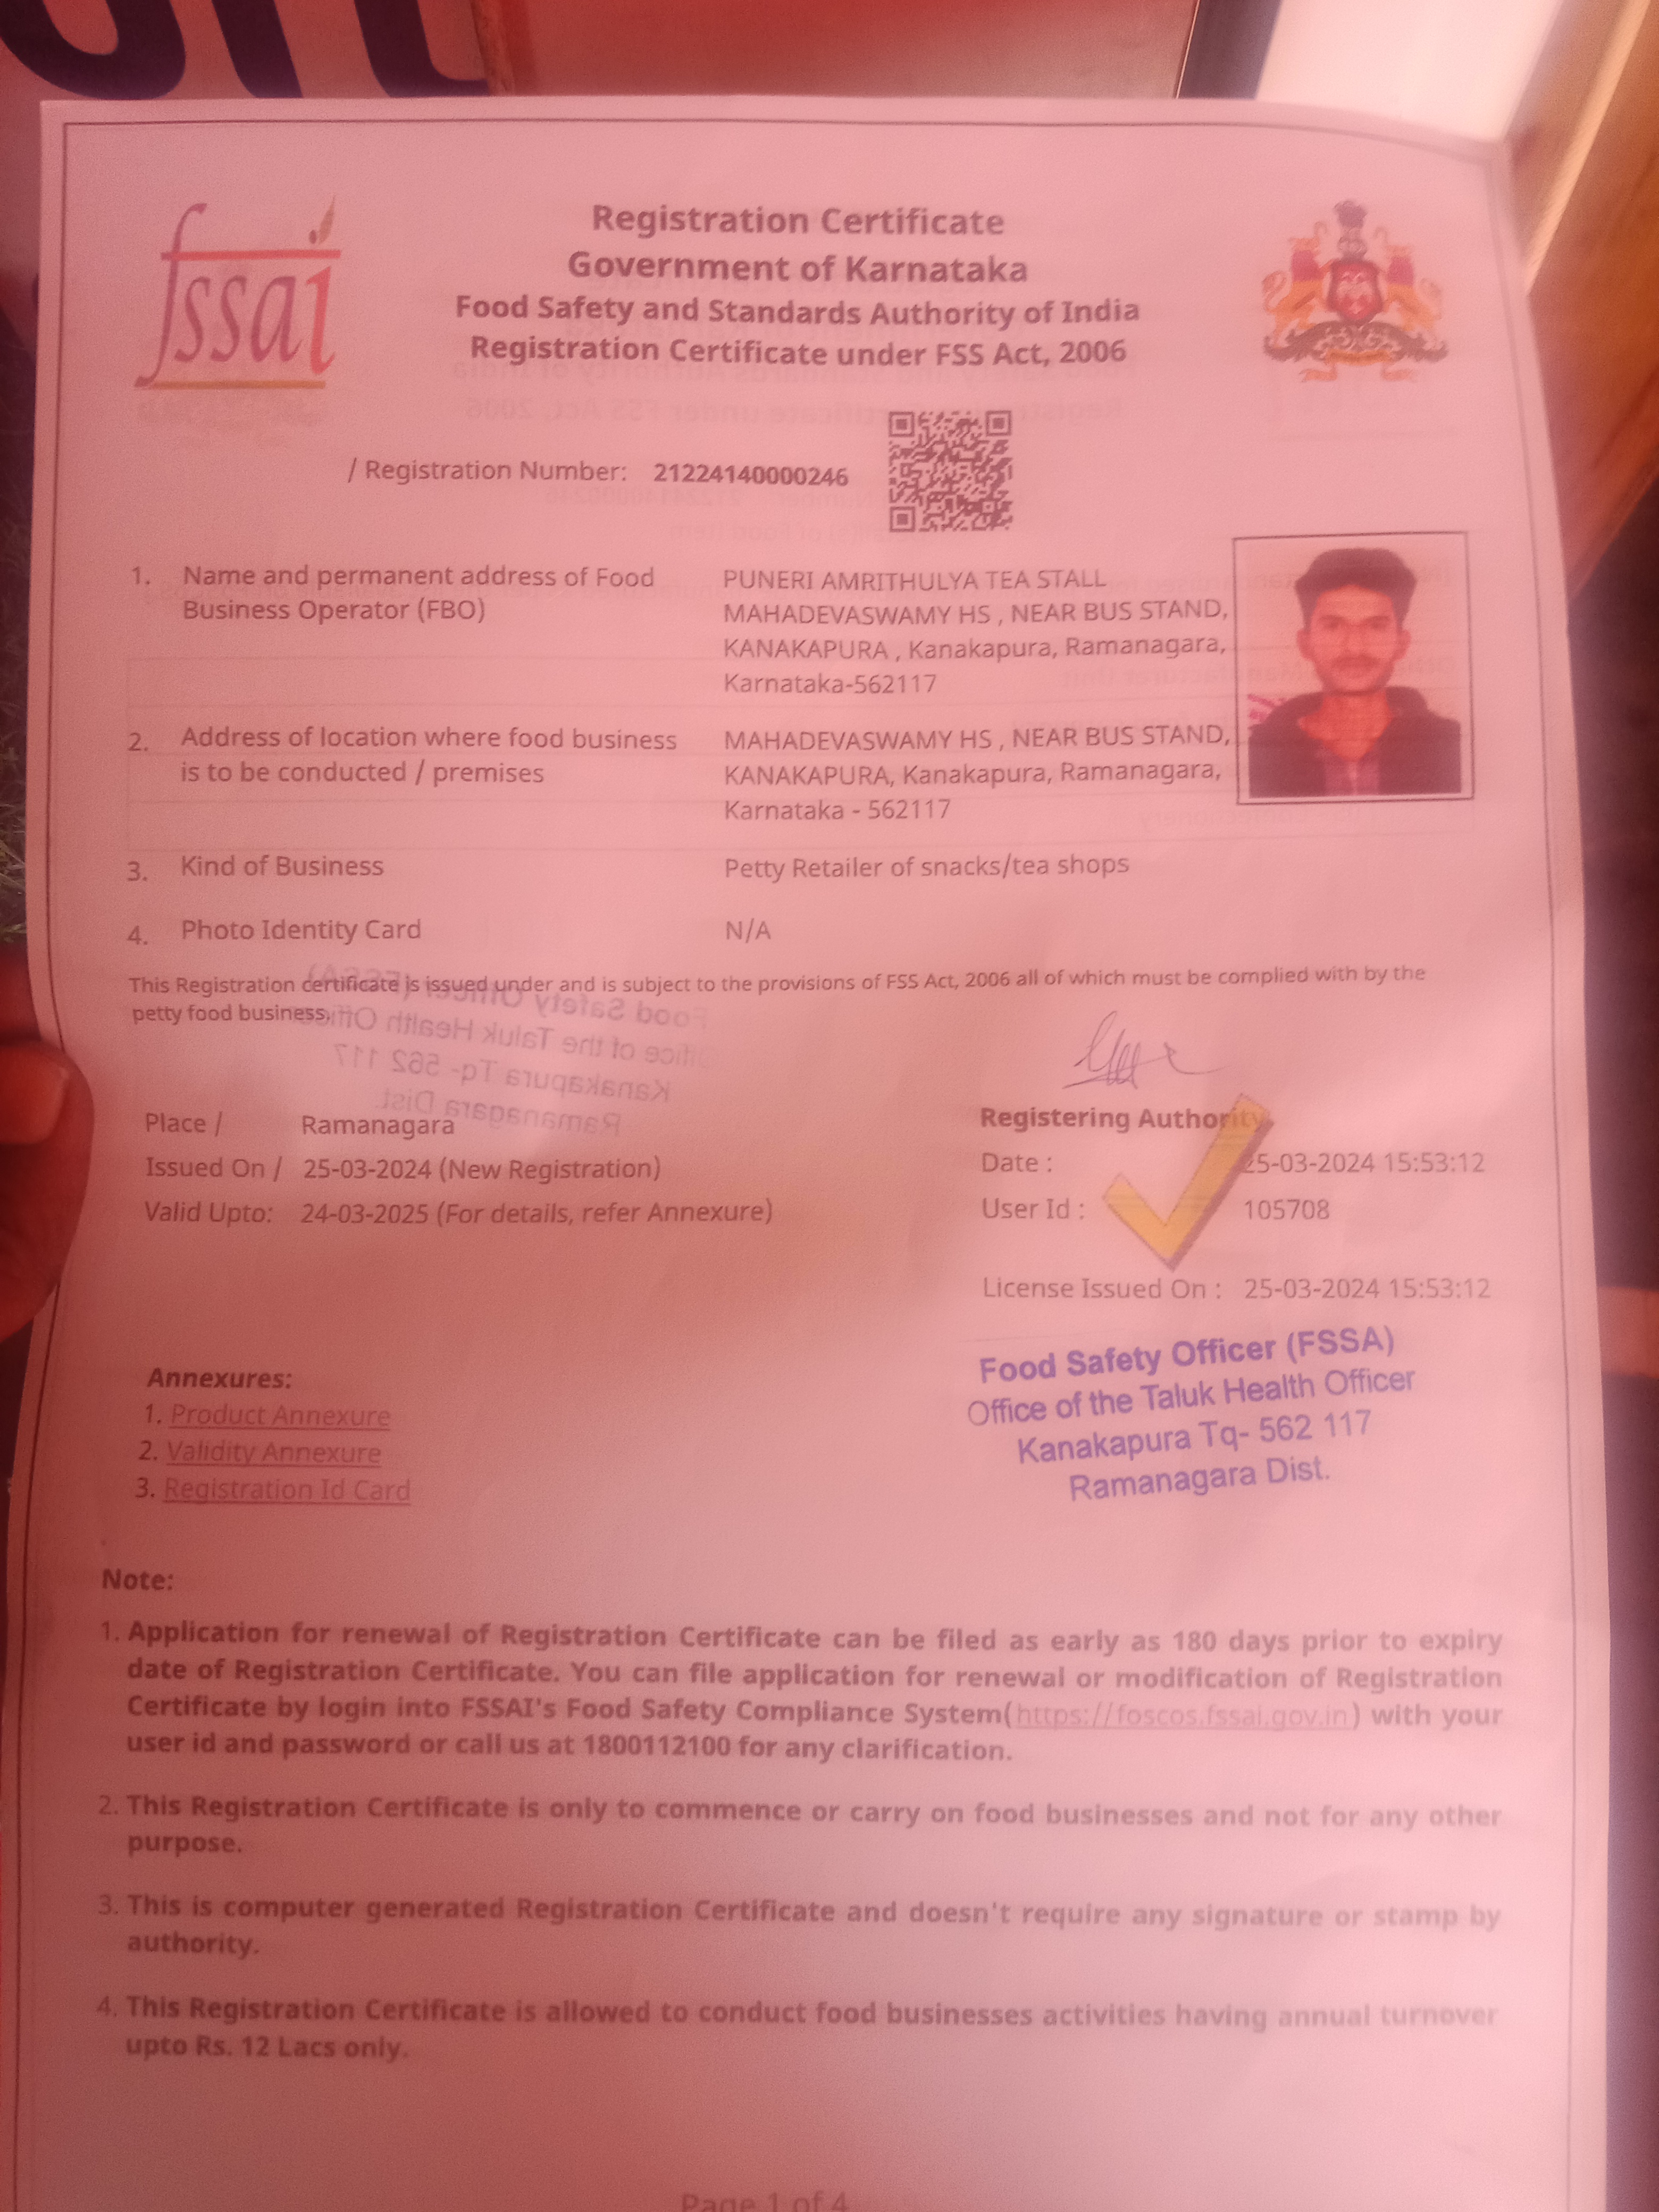 fssai
Registration Certificate
Government of Karnataka
Food Safety and Standards Authority of India
Registration Certificate under FSS Act, 2006
/ Registration Number: 21224140000246
1. Name and permanent address of Food Business Operator (FBO)
PUNERI AMRITHULYA TEA STALL
MAHADEVASWAMY HS , NEAR BUS STAND,
KANAKAPURA , Kanakapura, Ramanagara,
Karnataka-562117
2. Address of location where food business is to be conducted / premises
MAHADEVASWAMY HS , NEAR BUS STAND,
KANAKAPURA, Kanakapura, Ramanagara,
Karnataka - 562117
3. Kind of Business Petty Retailer of snacks/tea shops
4. Photo Identity Card N/A
This Registration certificate is issued under and is subject to the provisions of FSS Act, 2006 all of which must be complied with by the
petty food business.
Place / Ramanagara
Issued On / 25-03-2024 (New Registration)
Valid Upto: 24-03-2025 (For details, refer Annexure)
Registering Authority
Date : 25-03-2024 15:53:12
User Id : 105708
License Issued On : 25-03-2024 15:53:12
Food Safety Officer (FSSA)
Office of the Taluk Health Officer
Kanakapura Tq- 562 117
Ramanagara Dist.
Annexures:
1. Product Annexure
2. Validity Annexure
3. Registration Id Card
Note:
1. Application for renewal of Registration Certificate can be filed as early as 180 days prior to expiry
date of Registration Certificate. You can file application for renewal or modification of Registration
Certificate by login into FSSAI's Food Safety Compliance System(https://foscos.fssai.gov.in) with your
user id and password or call us at 1800112100 for any clarification.
2. This Registration Certificate is only to commence or carry on food businesses and not for any other
purpose.
3. This is computer generated Registration Certificate and doesn't require any signature or stamp by
authority.
4. This Registration Certificate is allowed to conduct food businesses activities having annual turnover
upto Rs. 12 Lacs only.
Page 1 of 4